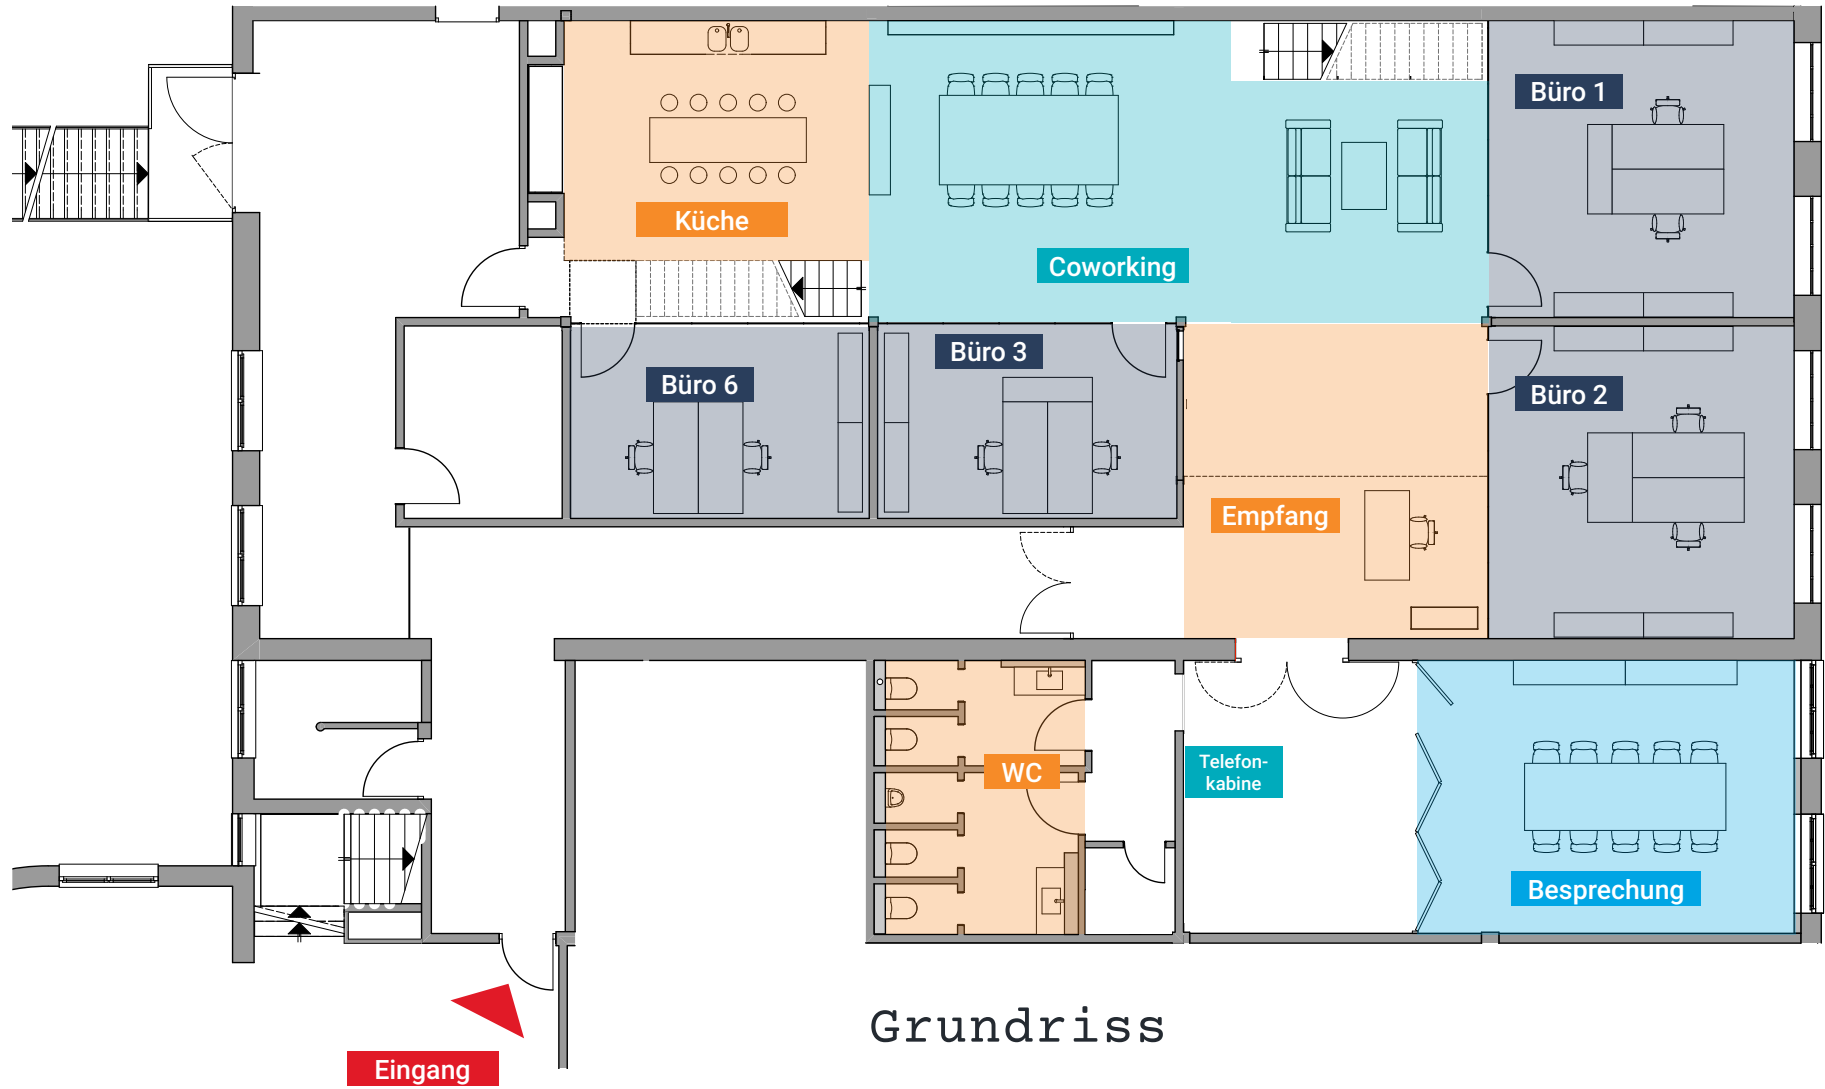 Büro 1
Küche
Coworking
Büro 3
Büro 6
Büro 2
Empfang
WC
Telefon-
kabine
Besprechung
Grundriss
Eingang